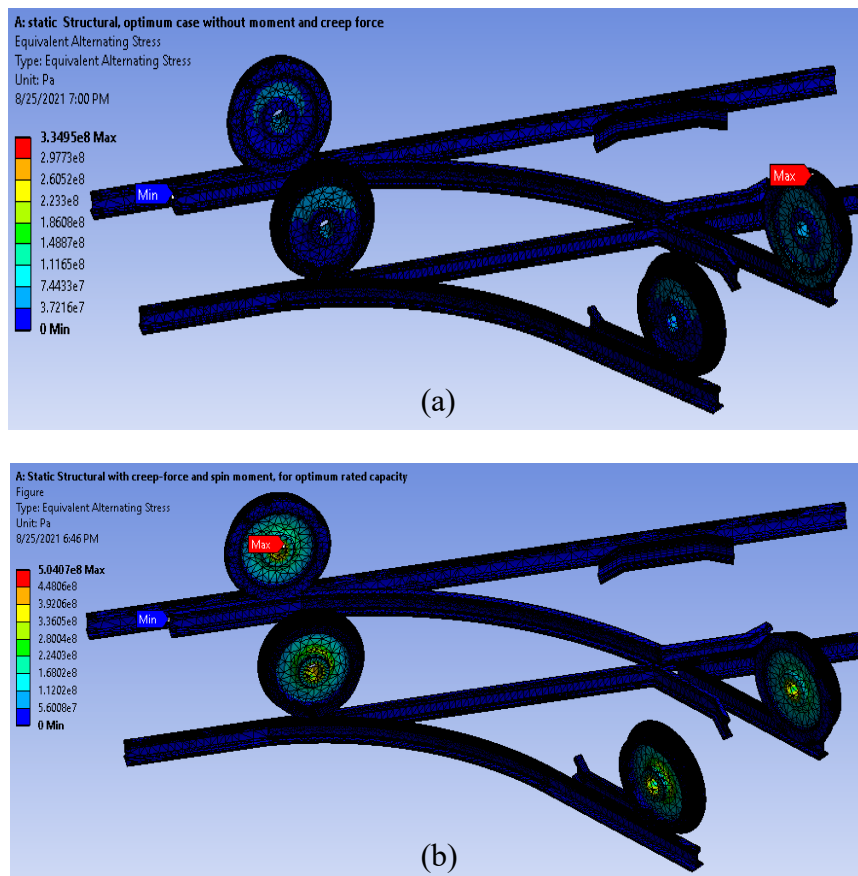 A: static Structural, optimum case without moment and creep force
Equivalent Alternating Stress
Type: Equivalent Alternating Stress
Unit: Pa
8/25/2021 7:00 PM
3.3495e8 Max
2.9773e8
2.6052e8
2.233e8
1.8608e8
1.4887e8
1.1165e8
7.4433e7
3.7216e7
0 Min
Min
Max
(a)
A: Static Structural with creep-force and spin moment, for optimum rated capacity
Figure
Type: Equivalent Alternating Stress
Unit: Pa
8/25/2021 6:46 PM
5.0407e8 Max
4.4806e8
3.9206e8
3.3605e8
2.8004e8
2.2403e8
1.6802e8
1.1202e8
5.6008e7
0 Min
Max
Min
(b)